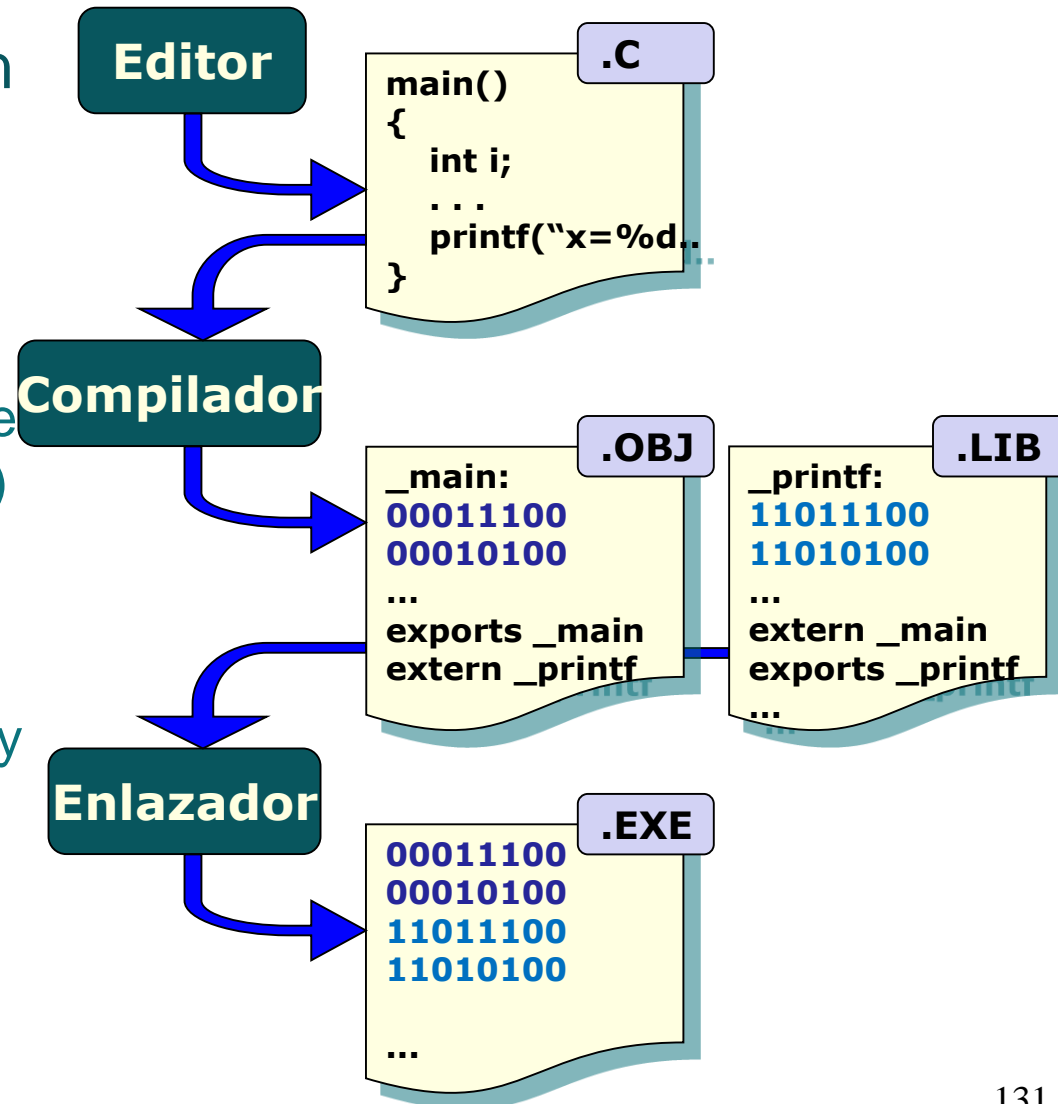 Editor
.C
main()
{
int i;
. . .
printf(“x=%d..
}
Compilador
.OBJ
_main:
00011100
00010100
...
exports _main
extern _printf
.LIB
_printf:
11011100
11010100
...
extern _main
exports _printf
...
Enlazador
.EXE
00011100
00010100
11011100
11010100
...
131